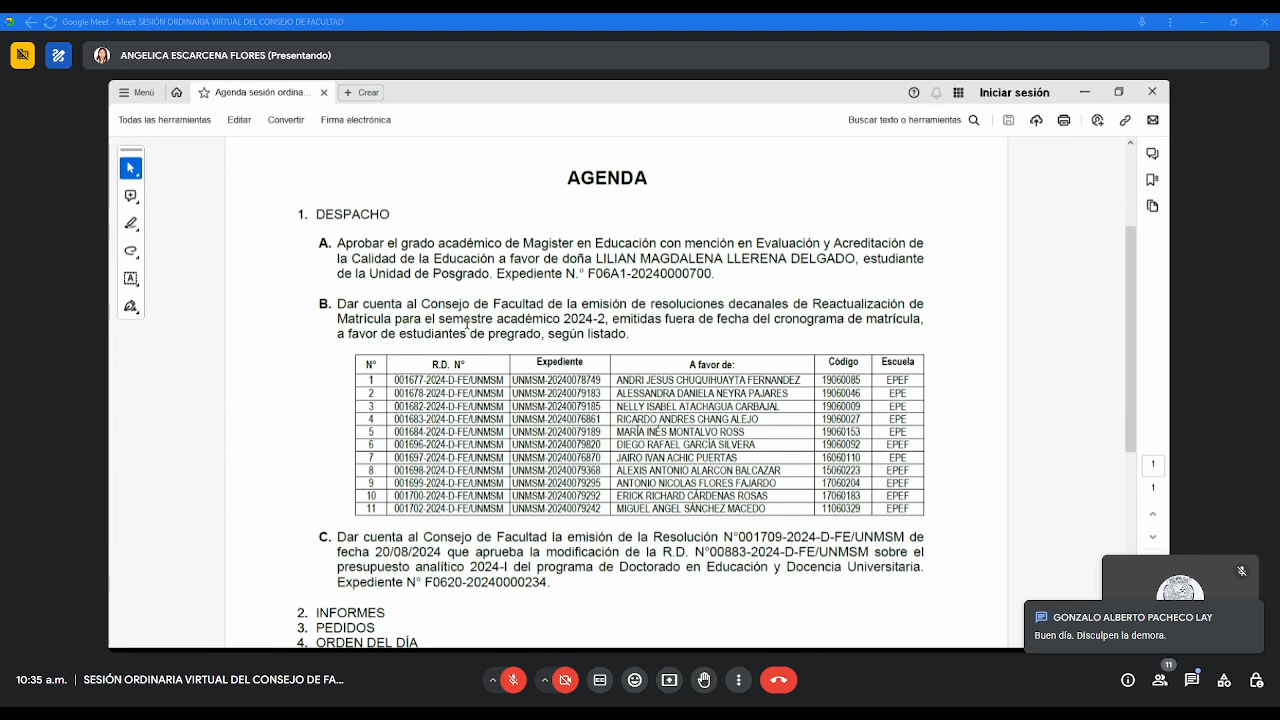 Google Meet - Meet: SESIÓN ORDINARIA VIRTUAL DEL CONSEJO DE FACULTAD
ANGELICA ESCARCENA FLORES (Presentando)
Menú Agenda sesión ordina... + Crear Iniciar sesión
Todas las herramientas Editar Convertir Firma electrónica Buscar texto o herramientas
AGENDA
1. DESPACHO
A. Aprobar el grado académico de Magister en Educación con mención en Evaluación y Acreditación de
la Calidad de la Educación a favor de doña LILIAN MAGDALENA LLERENA DELGADO, estudiante
de la Unidad de Posgrado. Expediente N.° F06A1-20240000700.
B. Dar cuenta al Consejo de Facultad de la emisión de resoluciones decanales de Reactualización de
Matrícula para el semestre académico 2024-2, emitidas fuera de fecha del cronograma de matrícula,
a favor de estudiantes de pregrado, según listado.
N° R.D. N° Expediente A favor de: Código Escuela
1 001677-2024-D-FE/UNMSM UNMSM-20240078749 ANDRI JESUS CHUQUIHUAYTA FERNANDEZ 19060085 EPEF
2 001678-2024-D-FE/UNMSM UNMSM-20240079183 ALESSANDRA DANIELA NEYRA PAJARES 19060046 EPE
3 001682-2024-D-FE/UNMSM UNMSM-20240079185 NELLY ISABEL ATACHAGUA CARBAJAL 19060009 EPE
4 001683-2024-D-FE/UNMSM UNMSM-20240076861 RICARDO ANDRES CHANG ALEJO 19060027 EPE
5 001684-2024-D-FE/UNMSM UNMSM-20240079189 MARÍA INÉS MONTALVO ROSS 19060153 EPE
6 001696-2024-D-FE/UNMSM UNMSM-20240079820 DIEGO RAFAEL GARCÍA SILVERA 19060092 EPEF
7 001697-2024-D-FE/UNMSM UNMSM-20240076870 JAIRO IVAN ACHIC PUERTAS 16060110 EPE
8 001698-2024-D-FE/UNMSM UNMSM-20240079368 ALEXIS ANTONIO ALARCON BALCAZAR 15060223 EPEF
9 001699-2024-D-FE/UNMSM UNMSM-20240079295 ANTONIO NICOLAS FLORES FAJARDO 17060204 EPEF
10 001700-2024-D-FE/UNMSM UNMSM-20240079292 ERICK RICHARD CÁRDENAS ROSAS 17060183 EPEF
11 001702-2024-D-FE/UNMSM UNMSM-20240079242 MIGUEL ANGEL SÁNCHEZ MACEDO 11060329 EPEF
C. Dar cuenta al Consejo de Facultad la emisión de la Resolución N°001709-2024-D-FE/UNMSM de
fecha 20/08/2024 que aprueba la modificación de la R.D. N°00883-2024-D-FE/UNMSM sobre el
presupuesto analítico 2024-I del programa de Doctorado en Educación y Docencia Universitaria.
Expediente N° F0620-20240000234.
2. INFORMES
3. PEDIDOS
4. ORDEN DEL DÍA
1
1
GONZALO ALBERTO PACHECO LAY
Buen día. Disculpen la demora.
10:35 a.m. | SESIÓN ORDINARIA VIRTUAL DEL CONSEJO DE FA...
11